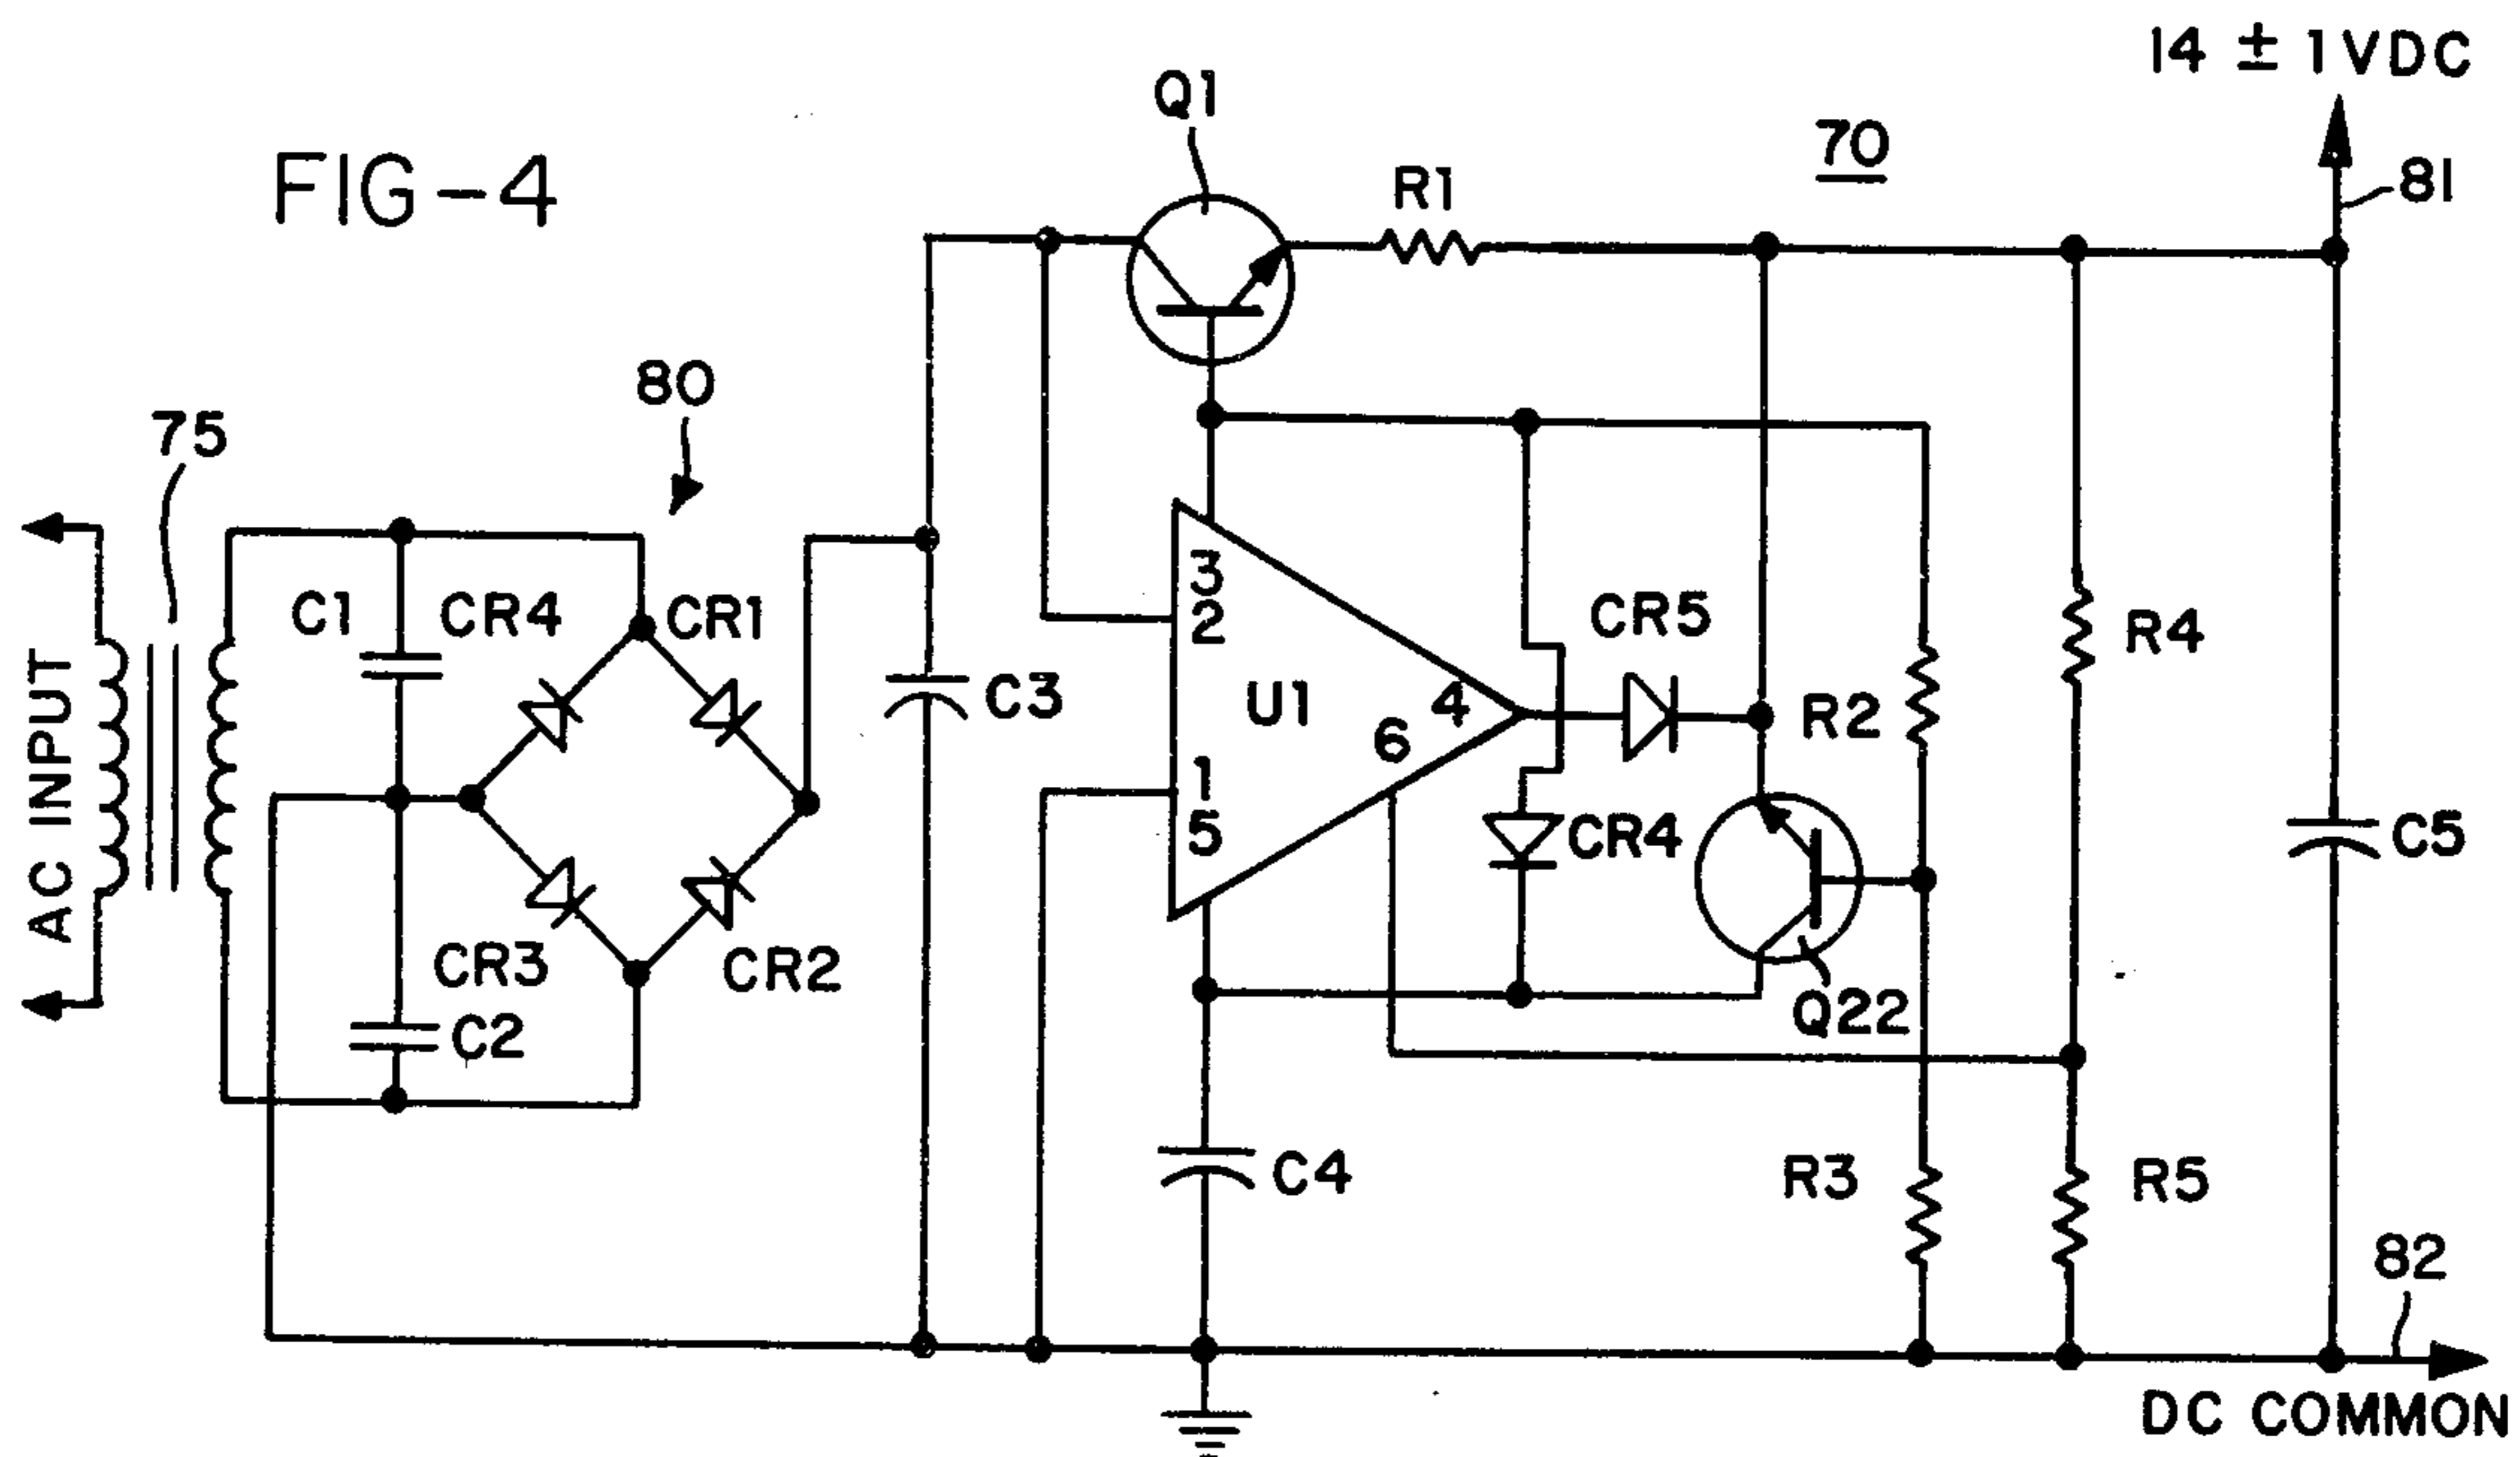 FIG-4
14 ± 1VDC
Q1
70
R1
81
80
75
C1
CR4
CR1
3
2
CR5
R4
AC INPUT
C3
U1
4
6
R2
1
5
CR4
C5
CR3
CR2
C2
Q22
C4
R3
R5
82
DC COMMON